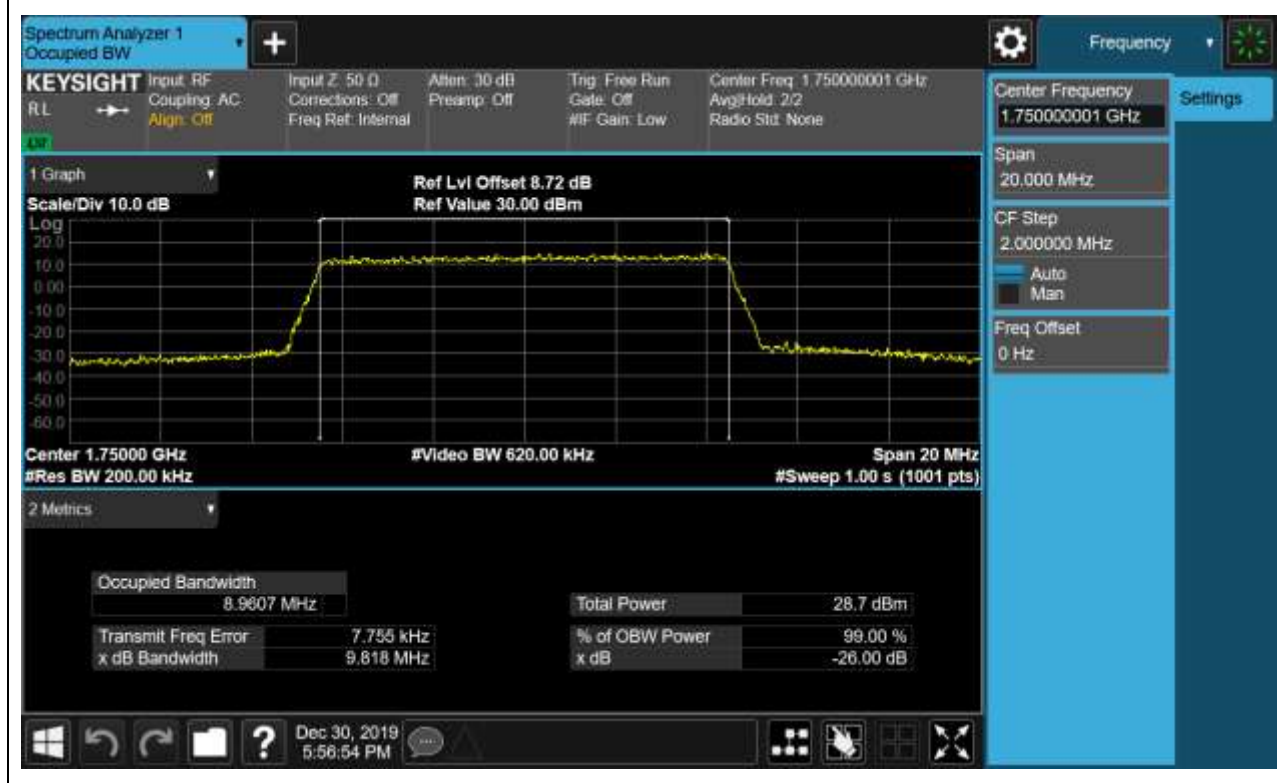 Spectrum Analyzer 1
Occupied BW
Frequency
KEYSIGHT
RL
Input: RF
Coupling: AC
Align: Off
Input Z: 50 Ω
Corrections: Off
Freq Ref: Internal
Atten: 30 dB
Preamp: Off
Trig: Free Run
Gate: Off
#IF Gain: Low
Center Freq: 1.750000001 GHz
Avg|Hold: 2/2
Radio Std: None
Center Frequency
1.750000001 GHz
Settings
Span
20.000 MHz
CF Step
2.000000 MHz
Auto
Man
Freq Offset
0 Hz
1 Graph
Scale/Div 10.0 dB
Ref Lvl Offset 8.72 dB
Ref Value 30.00 dBm
Log
20.0
10.0
0.00
-10.0
-20.0
-30.0
-40.0
-50.0
-60.0
Center 1.75000 GHz
#Video BW 620.00 kHz
Span 20 MHz
#Res BW 200.00 kHz
#Sweep 1.00 s (1001 pts)
2 Metrics
Occupied Bandwidth
8.9607 MHz
Total Power 28.7 dBm
Transmit Freq Error 7.755 kHz
% of OBW Power 99.00 %
x dB Bandwidth 9.818 MHz
x dB -26.00 dB
?
Dec 30, 2019
5:56:54 PM